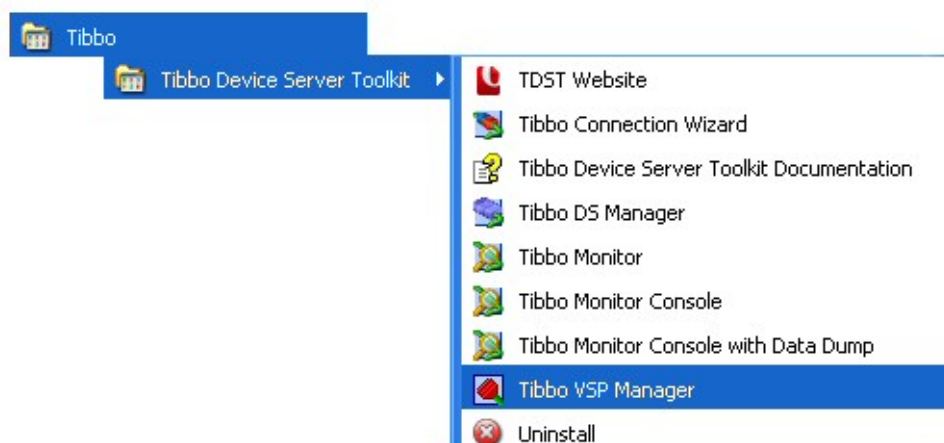 Tibbo
Tibbo Device Server Toolkit
TDST Website
Tibbo Connection Wizard
Tibbo Device Server Toolkit Documentation
Tibbo DS Manager
Tibbo Monitor
Tibbo Monitor Console
Tibbo Monitor Console with Data Dump
Tibbo VSP Manager
Uninstall